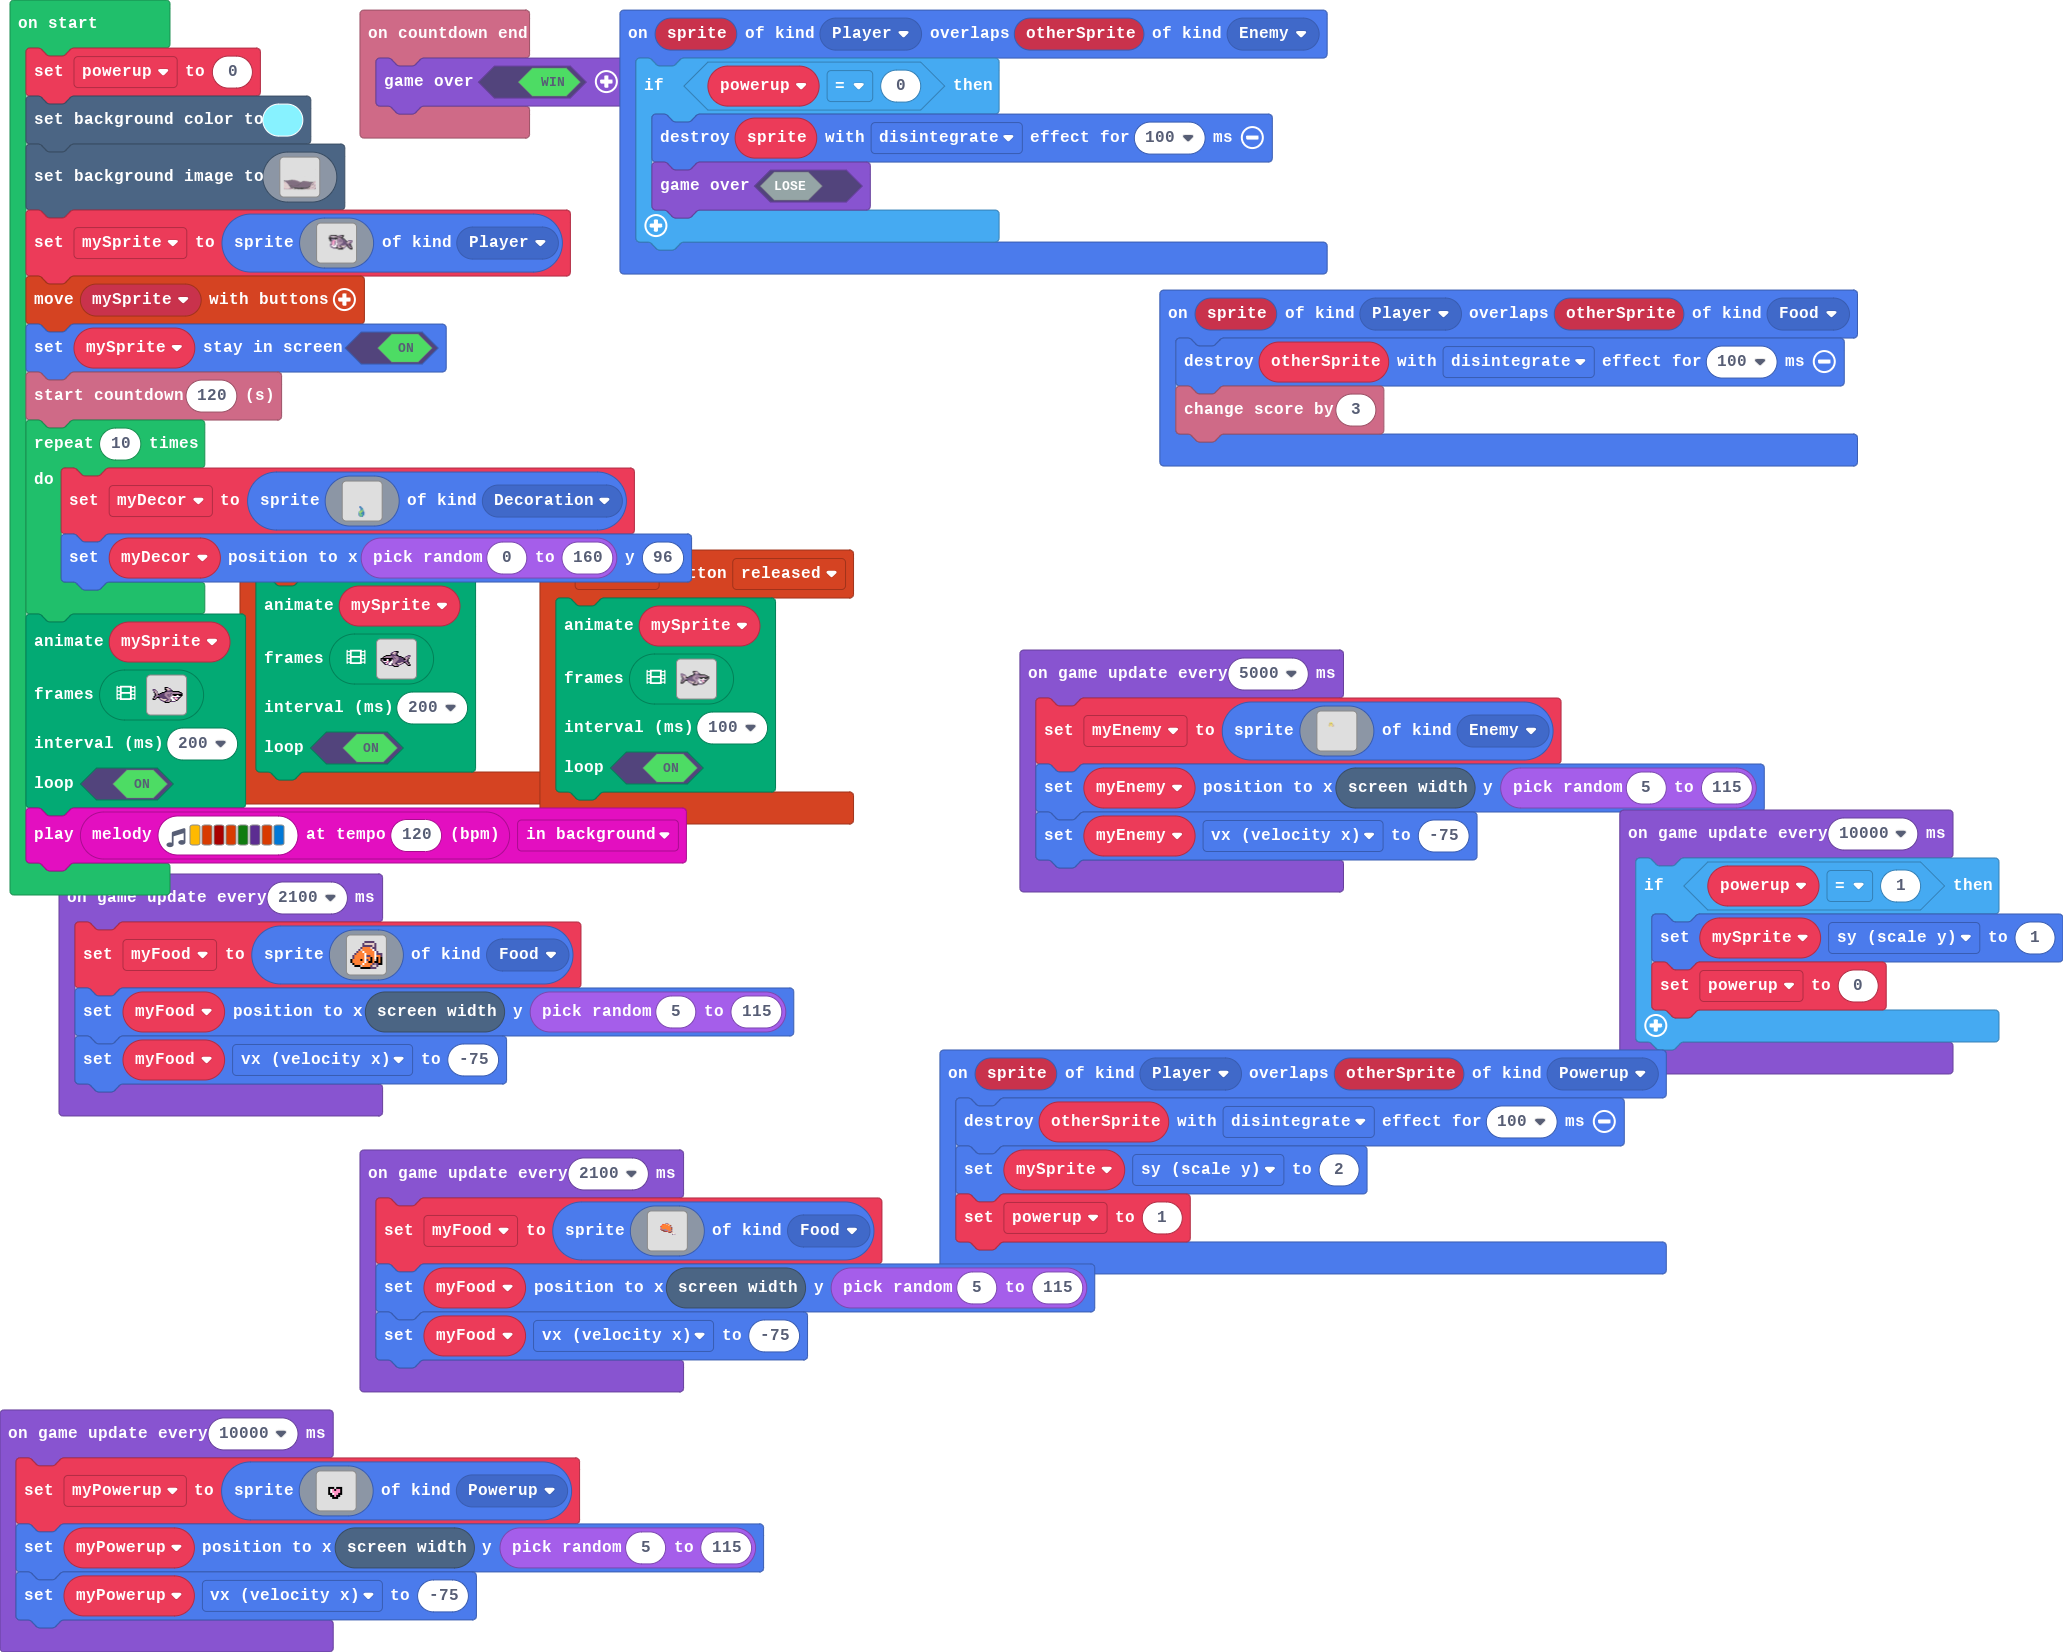 on start
set powerup to 0
set background color to
set background image to
set mySprite to sprite of kind Player
move mySprite with buttons
set mySprite stay in screen ON
start countdown 120 (s)
repeat 10 times
do
set myDecor to sprite of kind Decoration
set myDecor position to x pick random 0 to 160 y 96
animate mySprite
frames
interval (ms) 200
loop ON
play melody at tempo 120 (bpm) in background
on countdown end
game over WIN
on sprite of kind Player overlaps otherSprite of kind Enemy
if powerup = 0 then
destroy sprite with disintegrate effect for 100 ms
game over LOSE
on sprite of kind Player overlaps otherSprite of kind Food
destroy otherSprite with disintegrate effect for 100 ms
change score by 3
animate mySprite
frames
interval (ms) 200
loop ON
tton released
animate mySprite
frames
interval (ms) 100
loop ON
on game update every 5000 ms
set myEnemy to sprite of kind Enemy
set myEnemy position to x screen width y pick random 5 to 115
set myEnemy vx (velocity x) to -75
on game update every 10000 ms
if powerup = 1 then
set mySprite sy (scale y) to 1
set powerup to 0
on game update every 2100 ms
set myFood to sprite of kind Food
set myFood position to x screen width y pick random 5 to 115
set myFood vx (velocity x) to -75
on sprite of kind Player overlaps otherSprite of kind Powerup
destroy otherSprite with disintegrate effect for 100 ms
set mySprite sy (scale y) to 2
set powerup to 1
on game update every 2100 ms
set myFood to sprite of kind Food
set myFood position to x screen width y pick random 5 to 115
set myFood vx (velocity x) to -75
on game update every 10000 ms
set myPowerup to sprite of kind Powerup
set myPowerup position to x screen width y pick random 5 to 115
set myPowerup vx (velocity x) to -75